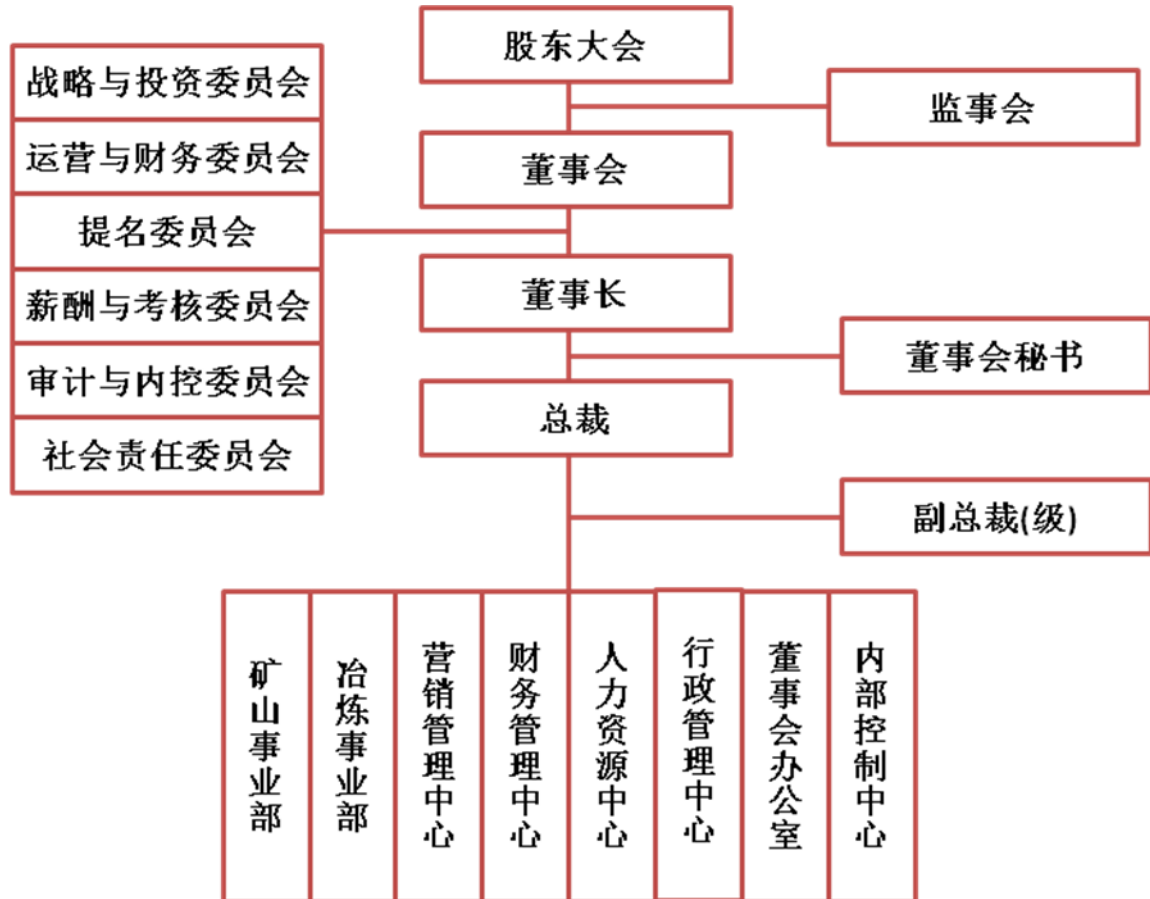 股东大会
监事会
董事会
战略与投资委员会
运营与财务委员会
提名委员会
薪酬与考核委员会
审计与内控委员会
社会责任委员会
董事长
董事会秘书
总裁
副总裁(级)
矿山事业部
冶炼事业部
营销管理中心
财务管理中心
人力资源中心
行政管理中心
董事会办公室
内部控制中心